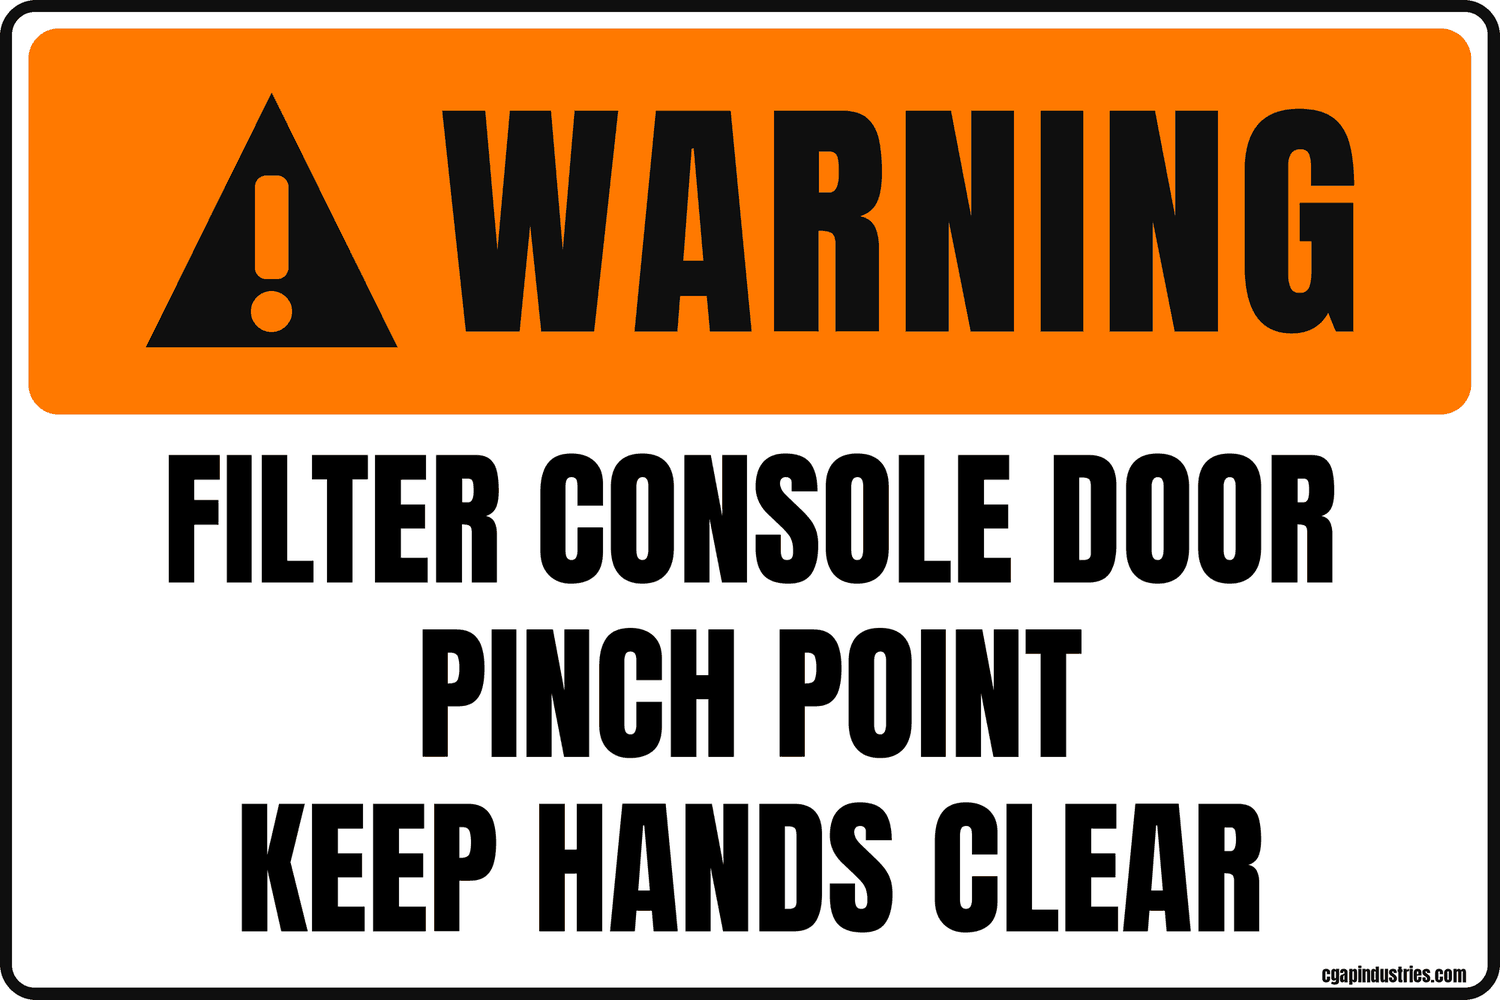 WARNING
FILTER CONSOLE DOOR
PINCH POINT
KEEP HANDS CLEAR
cgapindustries.com